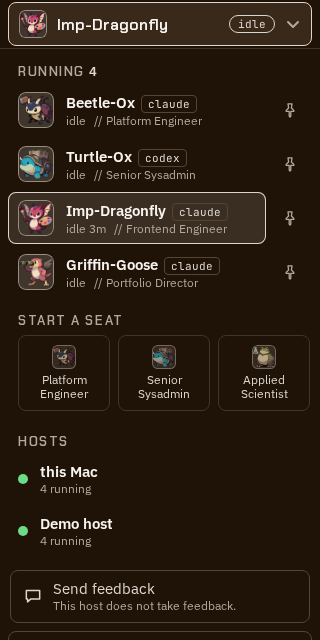 Imp-Dragonfly idle
RUNNING 4
Beetle-Ox claude
idle // Platform Engineer
Turtle-Ox codex
idle // Senior Sysadmin
Imp-Dragonfly claude
idle 3m // Frontend Engineer
Griffin-Goose claude
idle // Portfolio Director
START A SEAT
Platform
Engineer
Senior
Sysadmin
Applied
Scientist
HOSTS
this Mac
4 running
Demo host
4 running
Send feedback
This host does not take feedback.